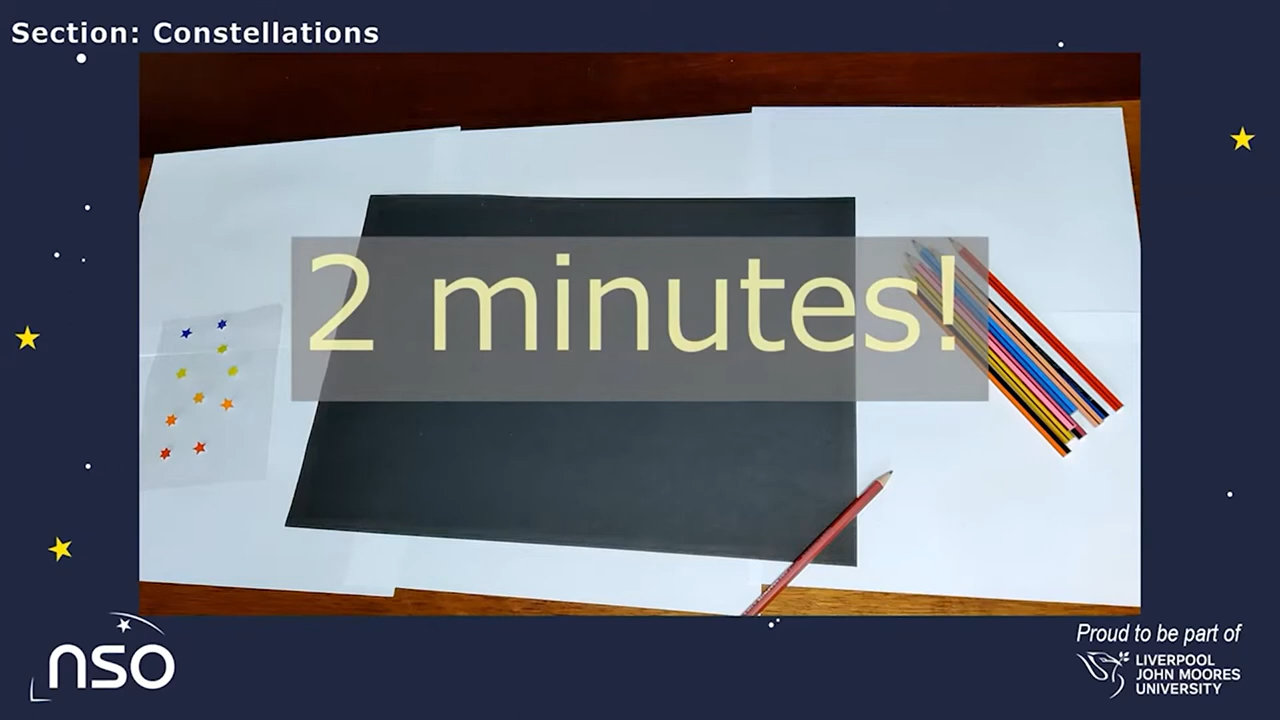 Section: Constellations
2 minutes!
nso
Proud to be part of
LIVERPOOL
JOHN MOORES
UNIVERSITY